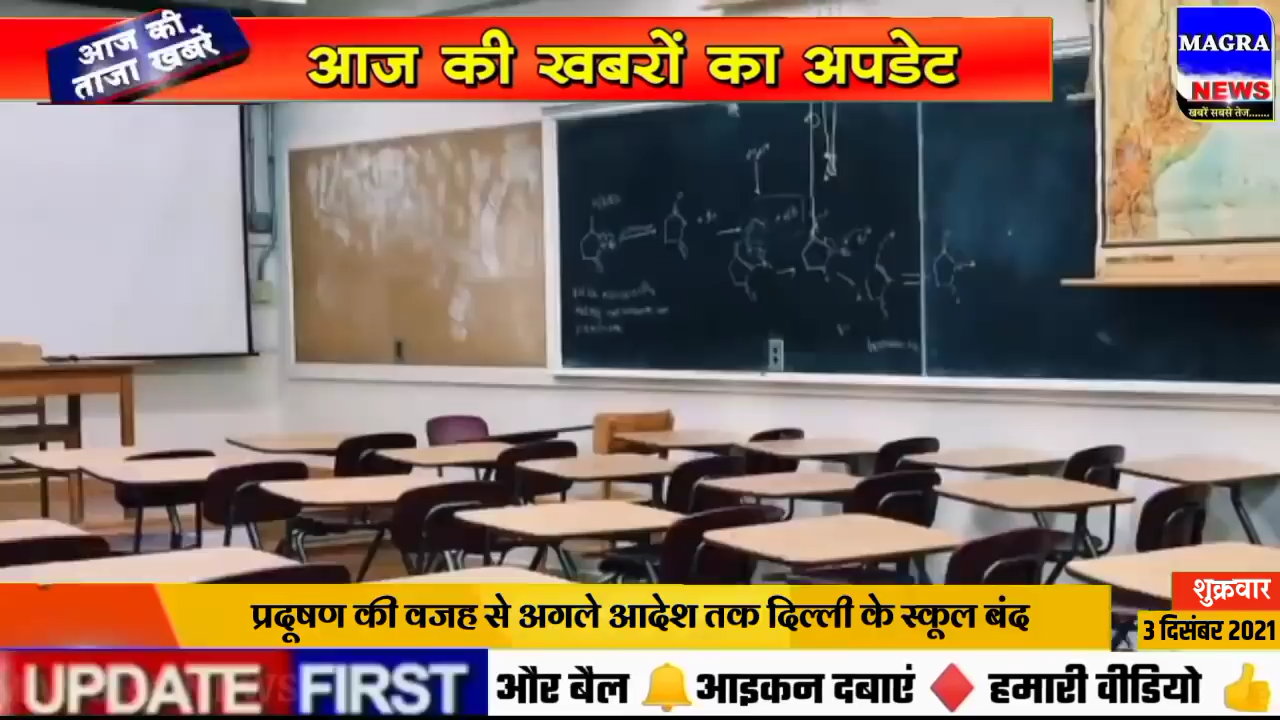 आज की
ताजा खबरें
आज की खबरों का अपडेट
MAGRA
NEWS
खबरें सबसे तेज.......
प्रदूषण की वजह से अगले आदेश तक दिल्ली के स्कूल बंद
शुक्रवार
3 दिसंबर 2021
UPDATE FIRST
और बैल 🔔 आइकन दबाएं ♦ हमारी वीडियो 👍